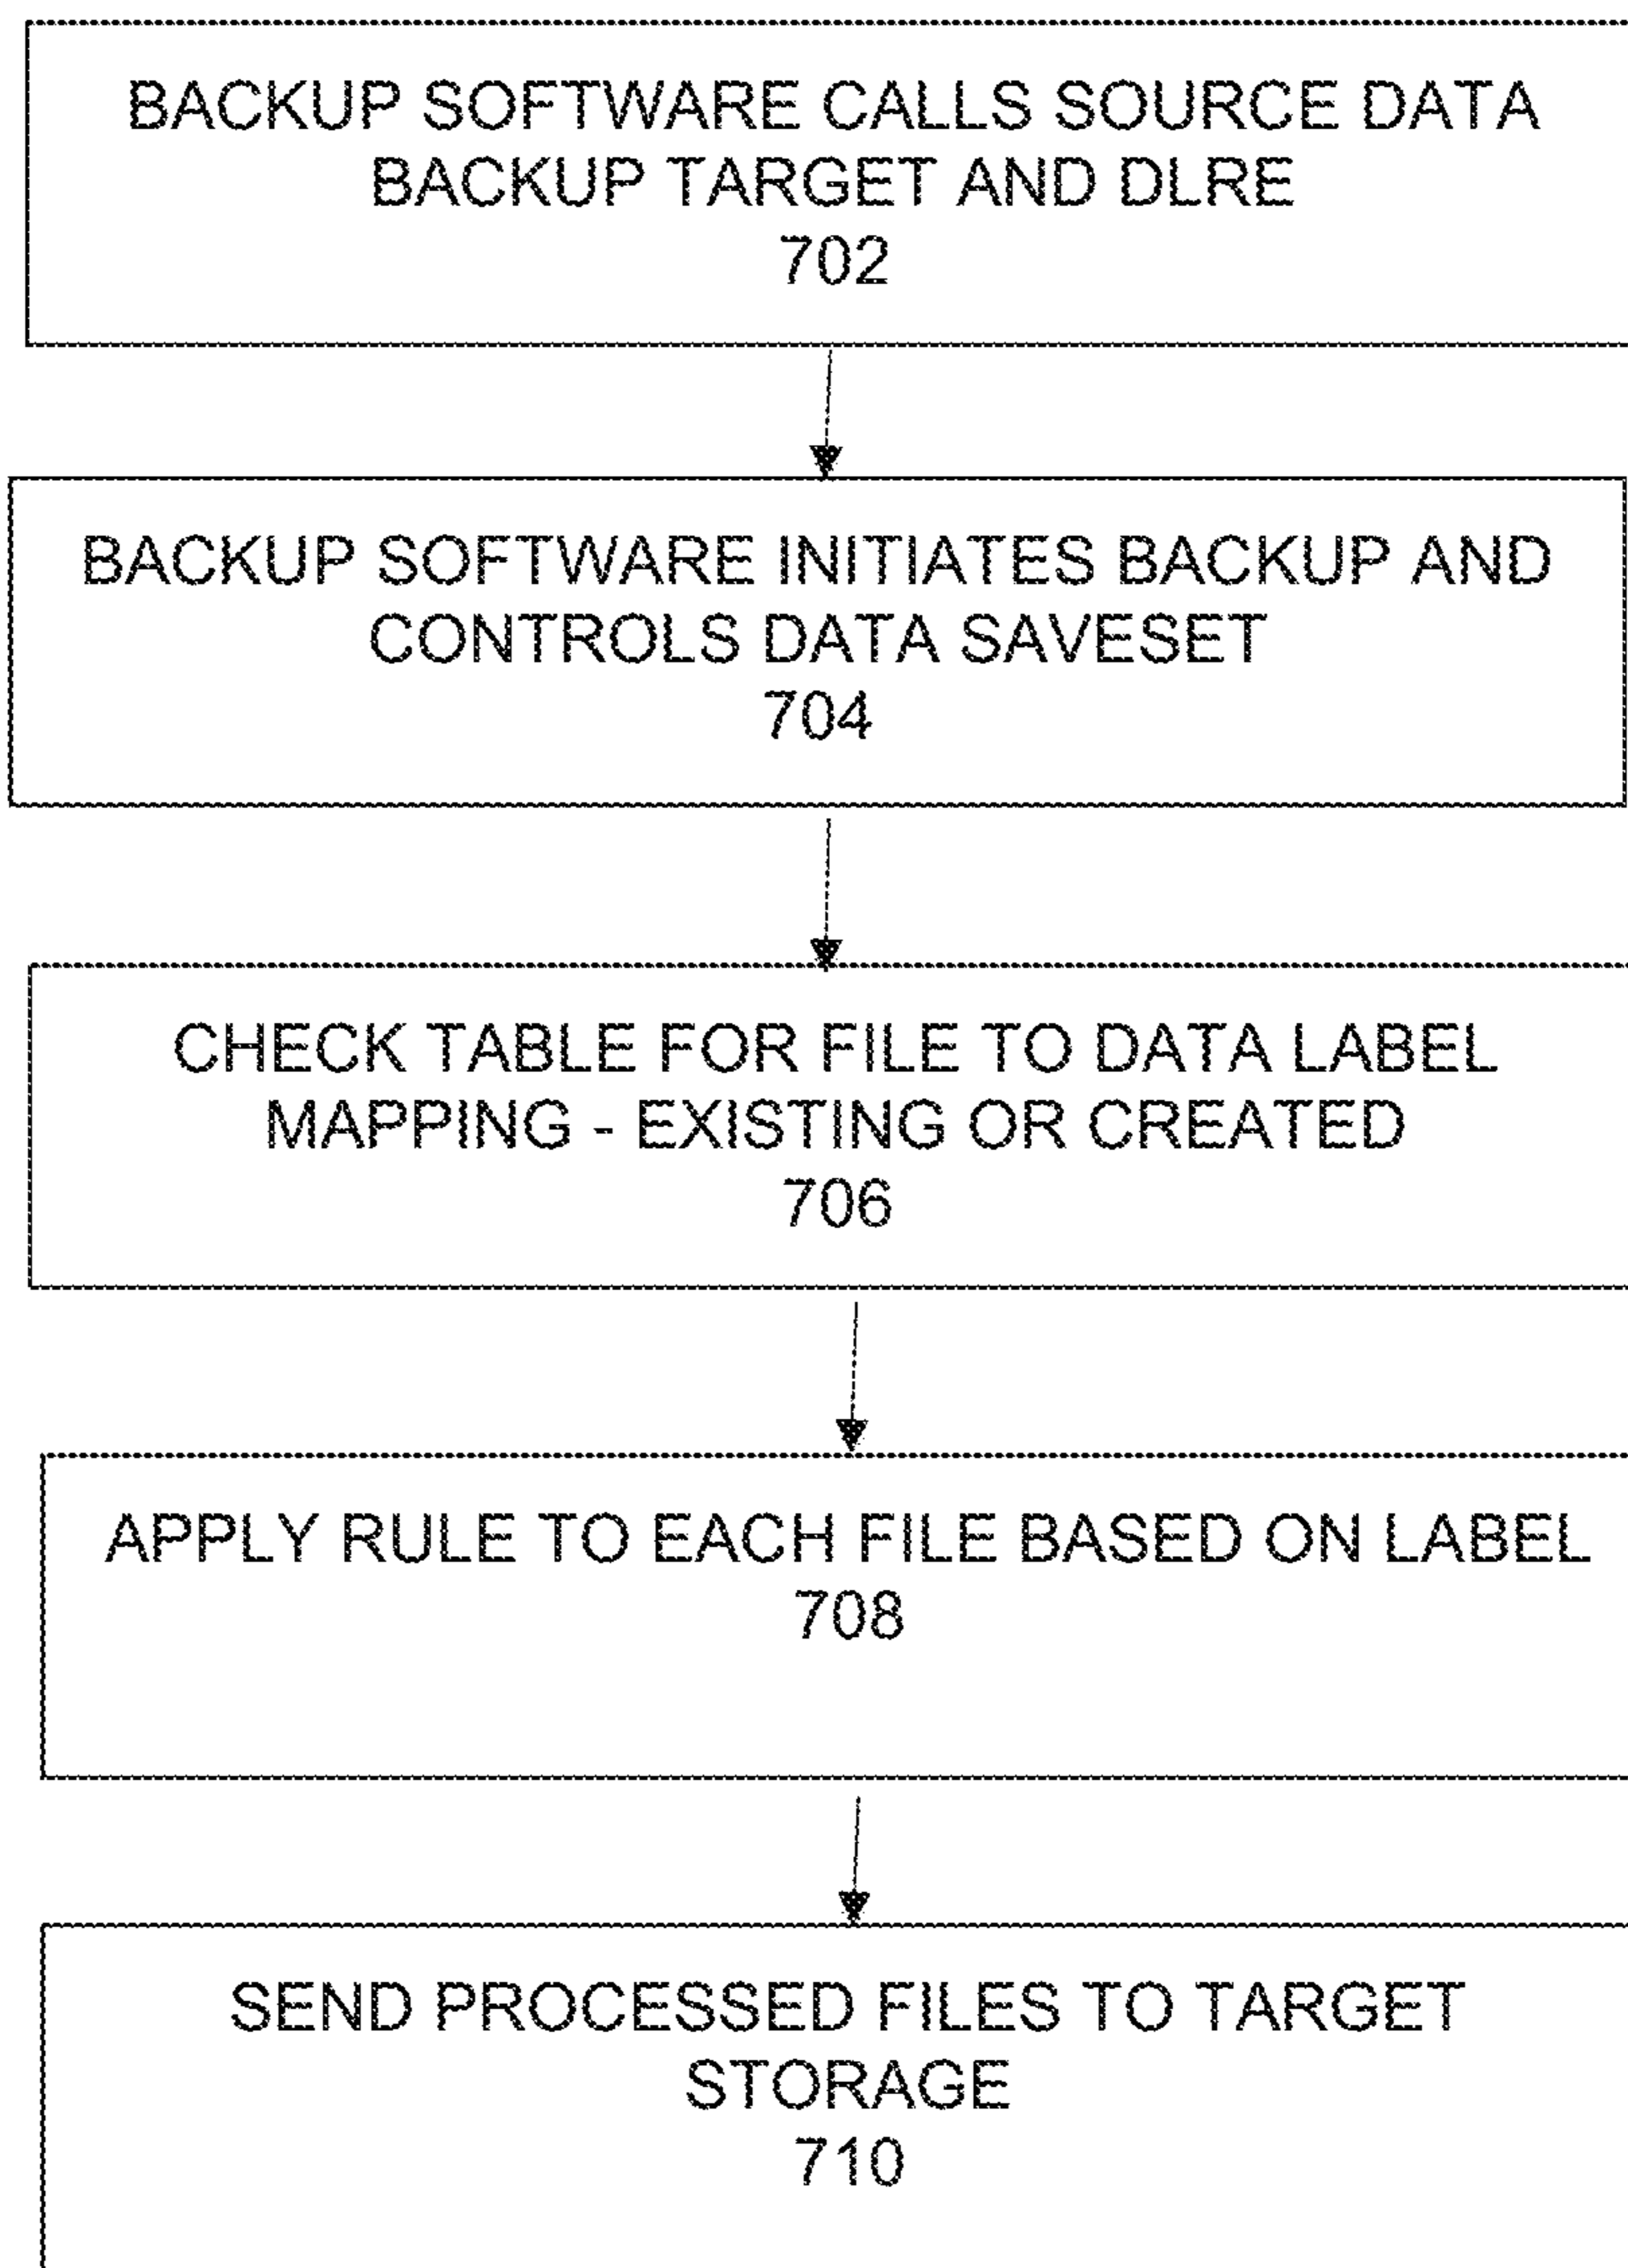 BACKUP SOFTWARE CALLS SOURCE DATA
BACKUP TARGET AND DLRE
702
BACKUP SOFTWARE INITIATES BACKUP AND
CONTROLS DATA SAVESET
704
CHECK TABLE FOR FILE TO DATA LABEL
MAPPING - EXISTING OR CREATED
706
APPLY RULE TO EACH FILE BASED ON LABEL
708
SEND PROCESSED FILES TO TARGET
STORAGE
710